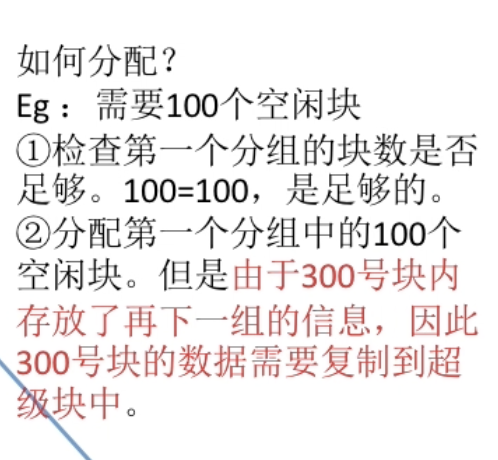 如何分配？
Eg： 需要100个空闲块
①检查第一个分组的块数是否
足够。100=100，是足够的。
②分配第一个分组中的100个
空闲块。但是由于300号块内
存放了再下一组的信息，因此
300号块的数据需要复制到超
级块中。